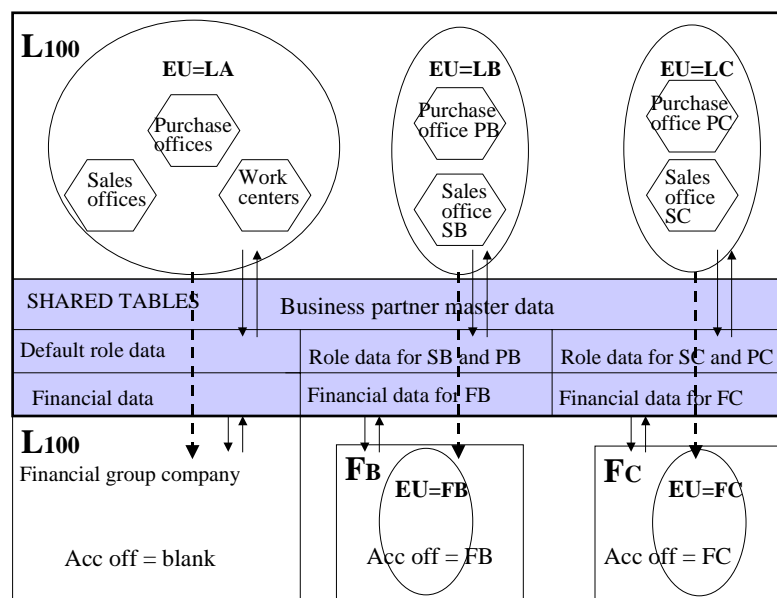 L100
EU=LA
EU=LB
EU=LC
Purchase
offices
Sales
offices
Work
centers
Purchase
office PB
Sales
office
SB
Purchase
office PC
Sales
office
SC
SHARED TABLES
Business partner master data
Default role data
Role data for SB and PB
Role data for SC and PC
Financial data
Financial data for FB
Financial data for FC
L100
Financial group company
Acc off = blank
FB
EU=FB
Acc off = FB
FC
EU=FC
Acc off = FC